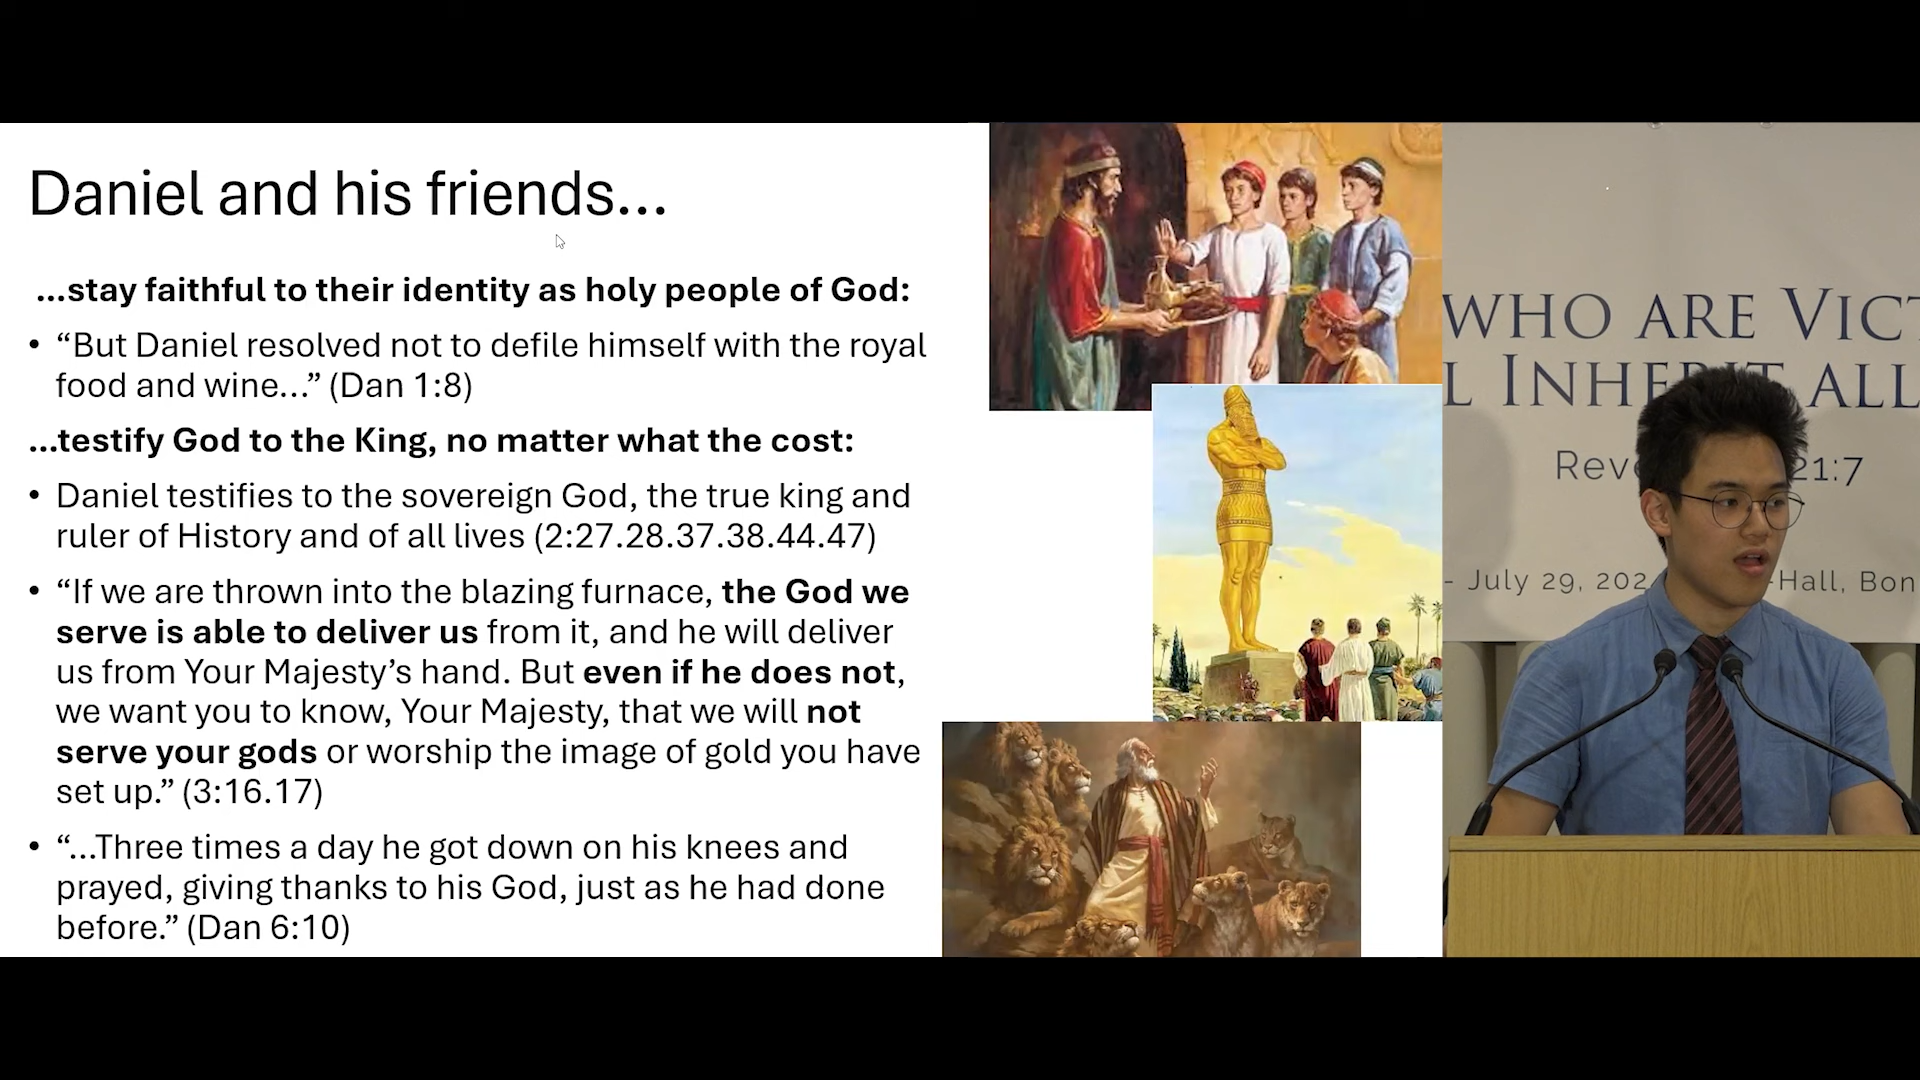 Daniel and his friends...
...stay faithful to their identity as holy people of God:
• “But Daniel resolved not to defile himself with the royal
food and wine...” (Dan 1:8)
...testify God to the King, no matter what the cost:
• Daniel testifies to the sovereign God, the true king and
ruler of History and of all lives (2:27.28.37.38.44.47)
• “If we are thrown into the blazing furnace, the God we
serve is able to deliver us from it, and he will deliver
us from Your Majesty’s hand. But even if he does not,
we want you to know, Your Majesty, that we will not
serve your gods or worship the image of gold you have
set up.” (3:16.17)
• “...Three times a day he got down on his knees and
prayed, giving thanks to his God, just as he had done
before.” (Dan 6:10)
WHO ARE
INHERIT ALL
21:7
- July 29,
-Hall,